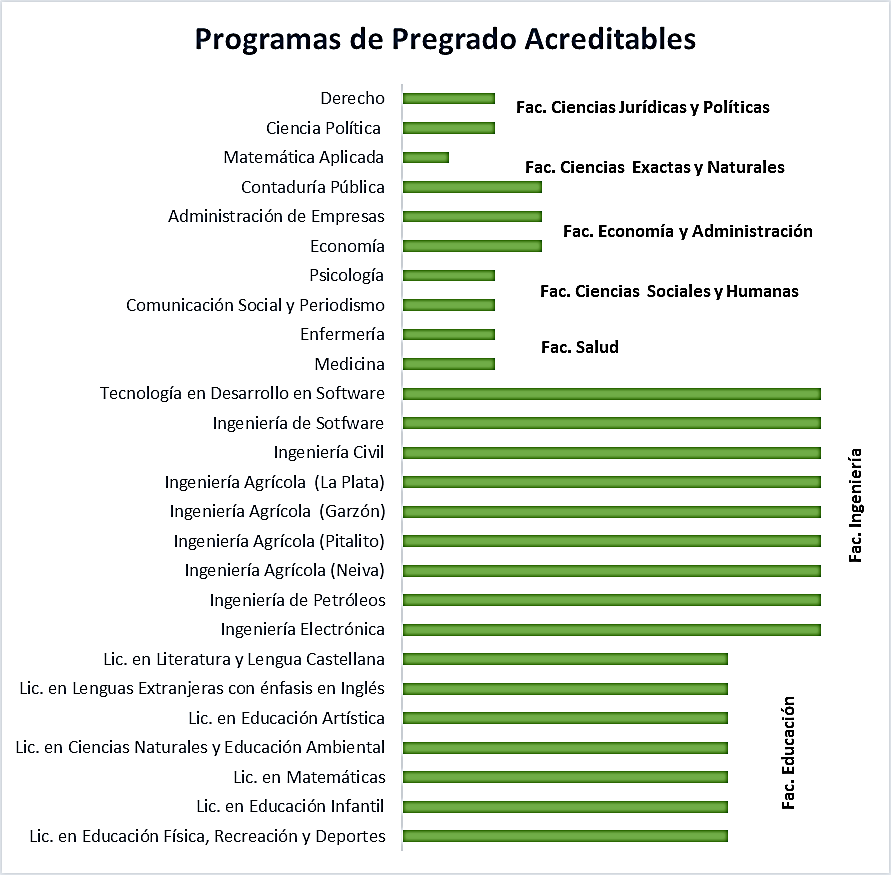 Programas de Pregrado Acreditables
Derecho
Fac. Ciencias Jurídicas y Políticas
Ciencia Política
Matemática Aplicada
Fac. Ciencias Exactas y Naturales
Contaduría Pública
Administración de Empresas
Fac. Economía y Administración
Economía
Psicología
Fac. Ciencias Sociales y Humanas
Comunicación Social y Periodismo
Enfermería
Fac. Salud
Medicina
Tecnología en Desarrollo en Software
Ingeniería de Sotfware
Ingeniería Civil
Ingeniería Agrícola (La Plata)
Ingeniería Agrícola (Garzón)
Ingeniería Agrícola (Pitalito)
Ingeniería Agrícola (Neiva)
Ingeniería de Petróleos
Ingeniería Electrónica
Fac. Ingeniería
Lic. en Literatura y Lengua Castellana
Lic. en Lenguas Extranjeras con énfasis en Inglés
Lic. en Educación Artística
Lic. en Ciencias Naturales y Educación Ambiental
Lic. en Matemáticas
Lic. en Educación Infantil
Lic. en Educación Física, Recreación y Deportes
Fac. Educación